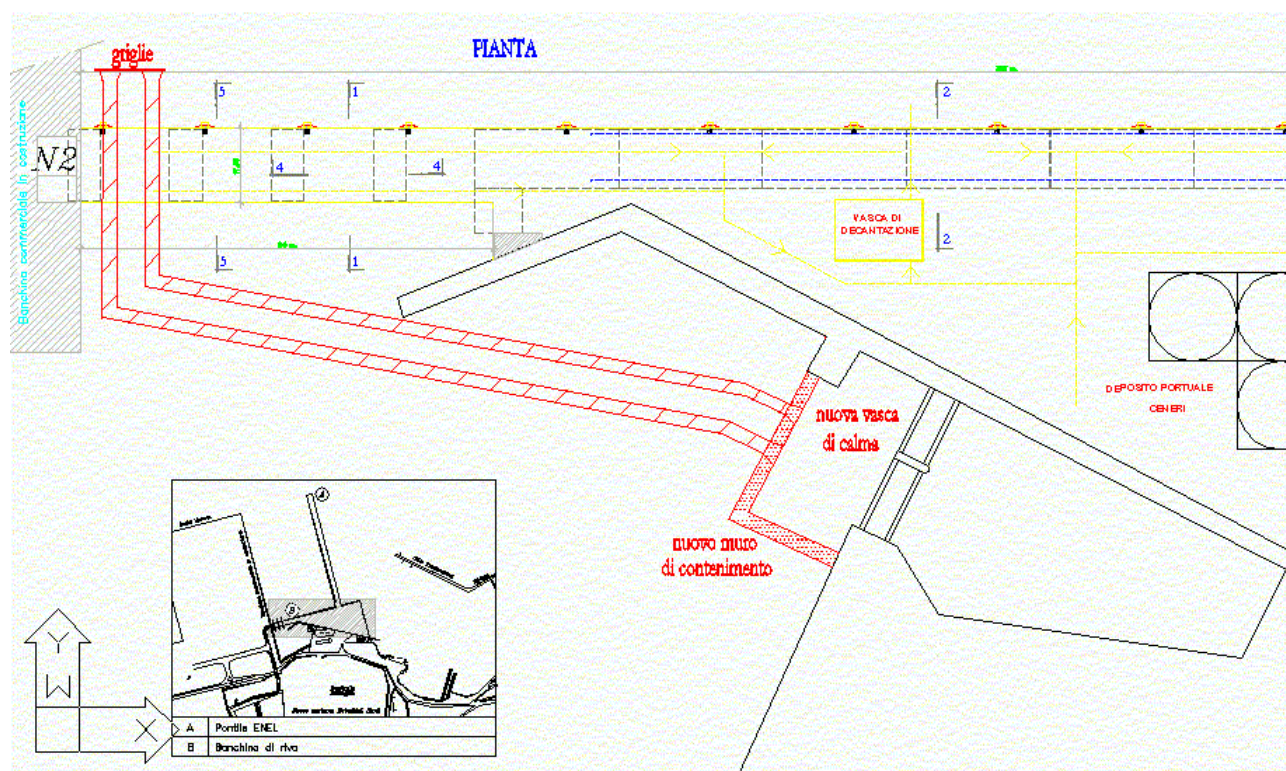 PIANTA
griglie
5
1
2
Banchina commerciale in costruzione
N2
4
4
5
1
2
VASCA DI
DECANTAZIONE
DEPOSITO PORTUALE
CENERI
nuova vasca
di calma
nuovo muro
di contenimento
A
B
Y
W
X
A Pontile ENEL
B Banchina di riva